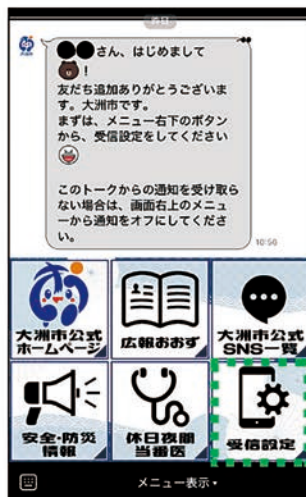 昨日
●●さん、はじめまして
！
友だち追加ありがとうございま
す。大洲市です。
まずは、メニュー右下のボタン
から、受信設定をしてください
このトークからの通知を受け取ら
ない場合は、画面右上のメニュ
ーから通知をオフにしてくださ
い。
10:50
大洲市公式
ホームページ
広報おおず
大洲市公式
SNS一覧
安全・防災
情報
休日夜間
当番医
受信設定
メニュー表示▾